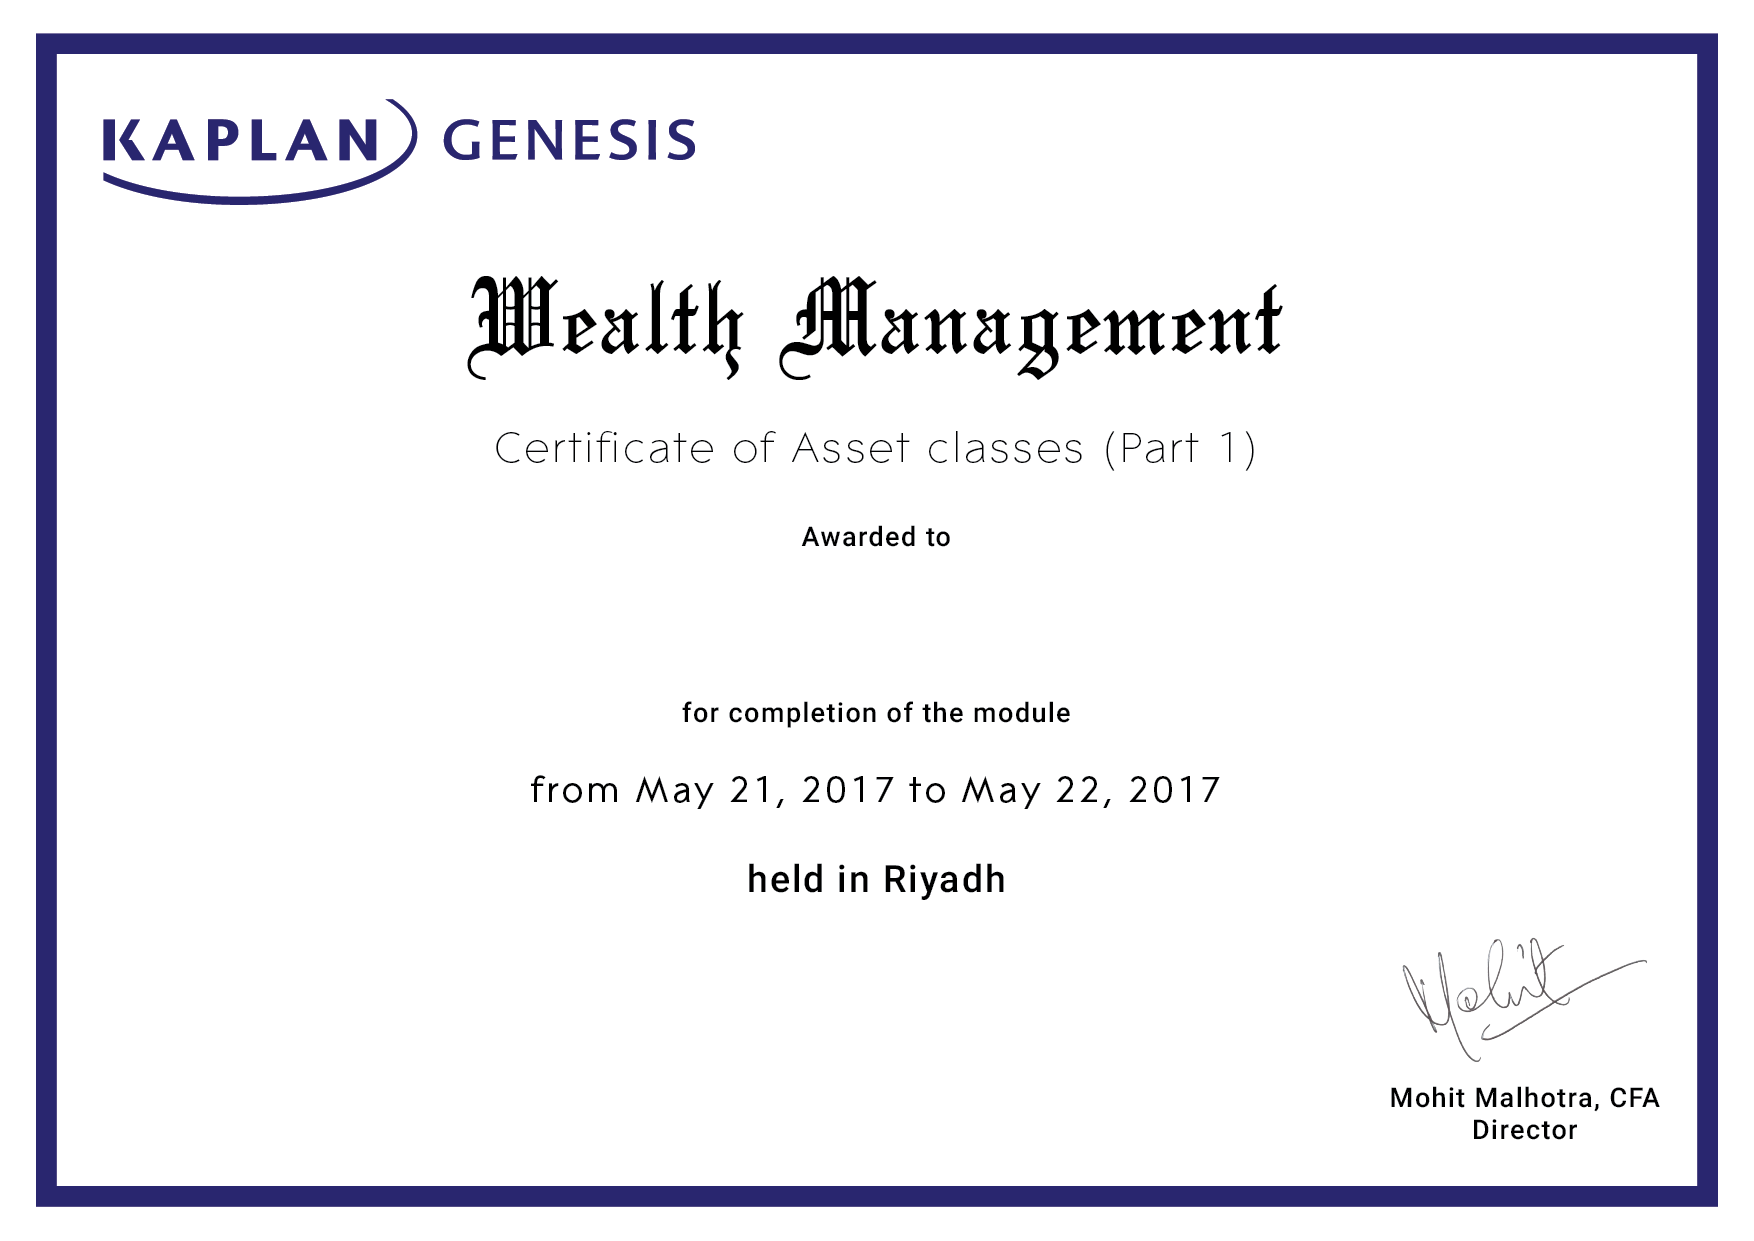 KAPLAN GENESIS
Wealth Management
Certificate of Asset classes (Part 1)
Awarded to
for completion of the module
from May 21, 2017 to May 22, 2017
held in Riyadh
Mohit
Mohit Malhotra, CFA
Director